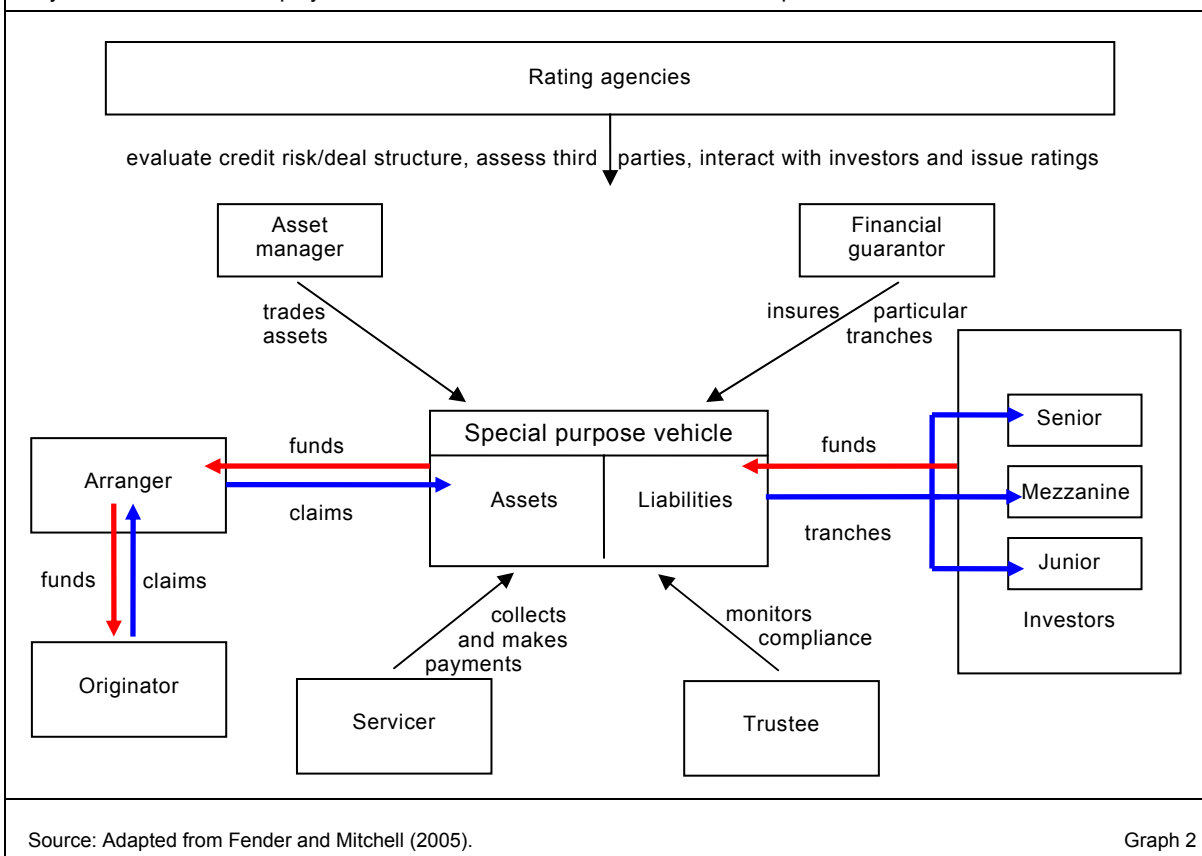 Rating agencies
evaluate credit risk/deal structure, assess third parties, interact with investors and issue ratings
Asset
manager
Financial
guarantor
trades
assets
insures particular
tranches
Special purpose vehicle
Assets
Liabilities
funds
claims
Arranger
funds
claims
Originator
funds
tranches
Senior
Mezzanine
Junior
Investors
collects
and makes
payments
Servicer
monitors
compliance
Trustee
Source: Adapted from Fender and Mitchell (2005).
Graph 2